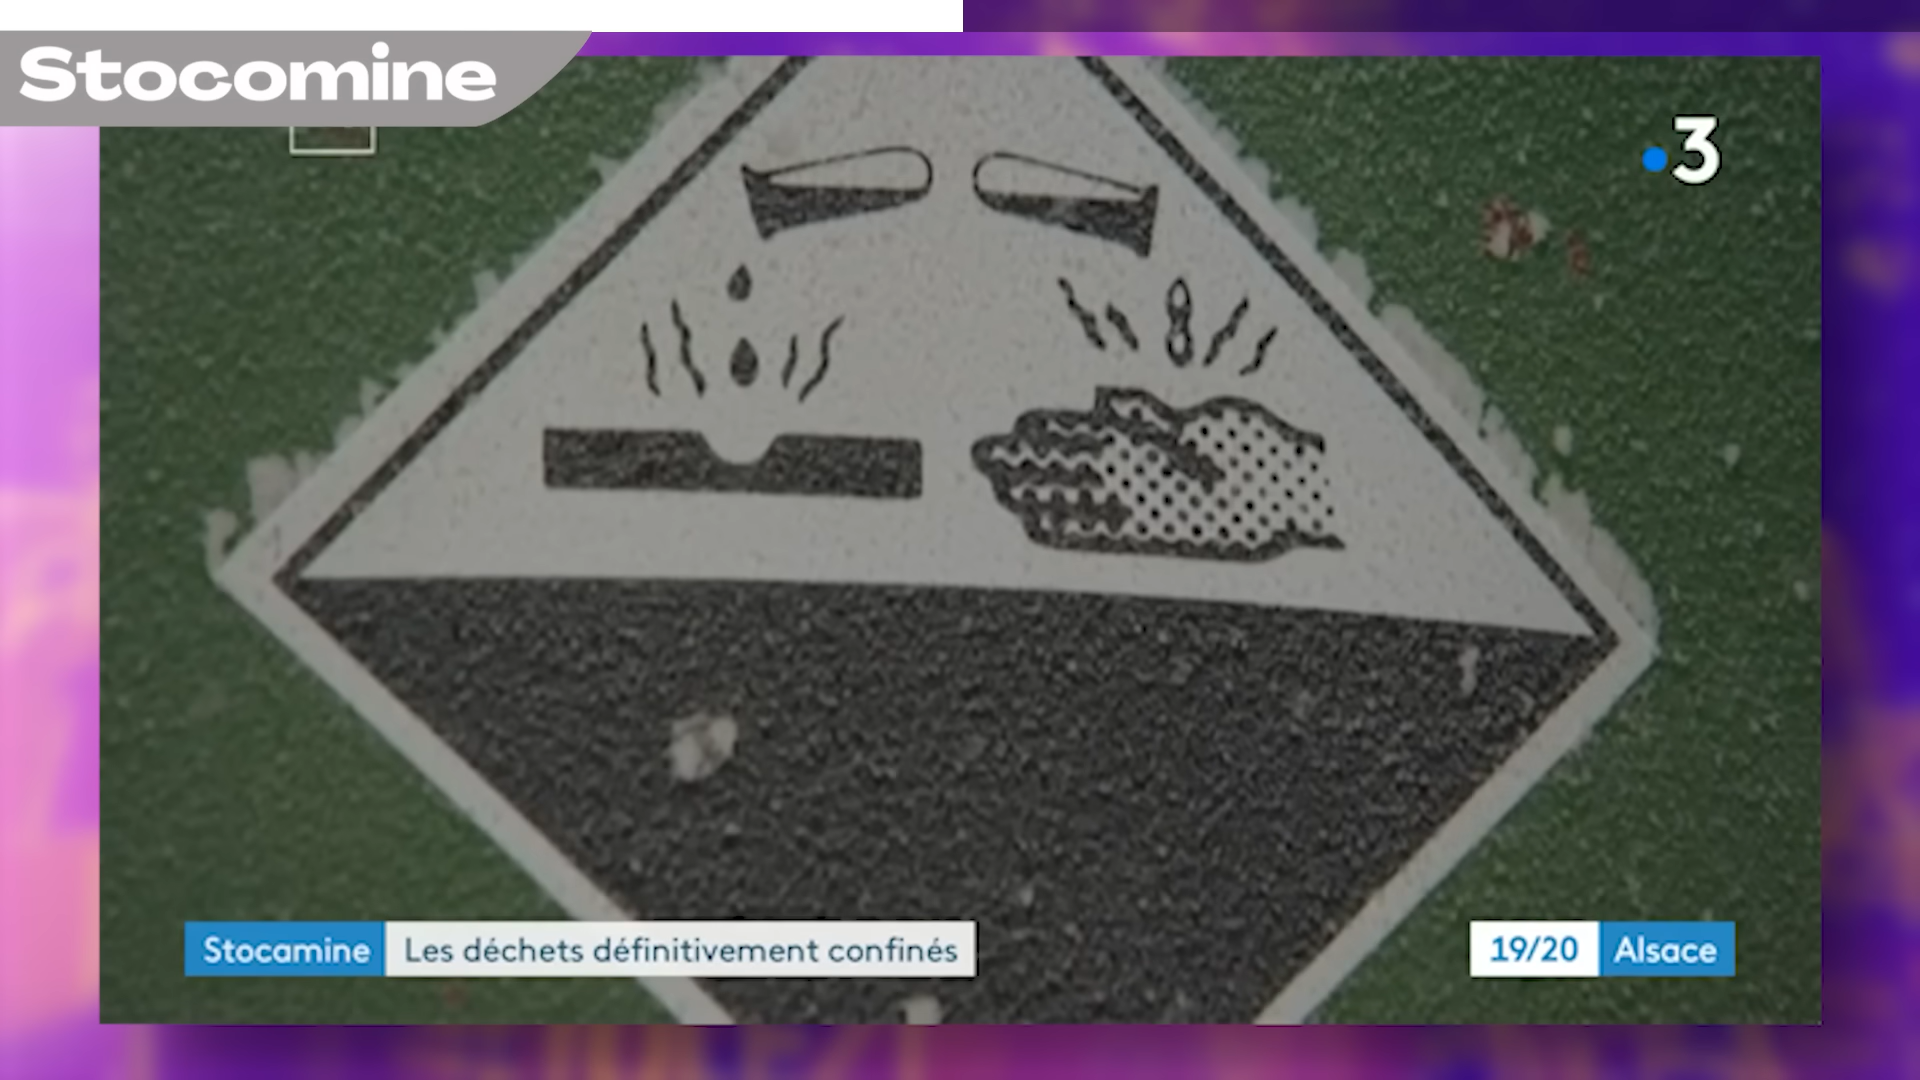 Stocomine
3
Stocamine Les déchets définitivement confinés
19/20 Alsace